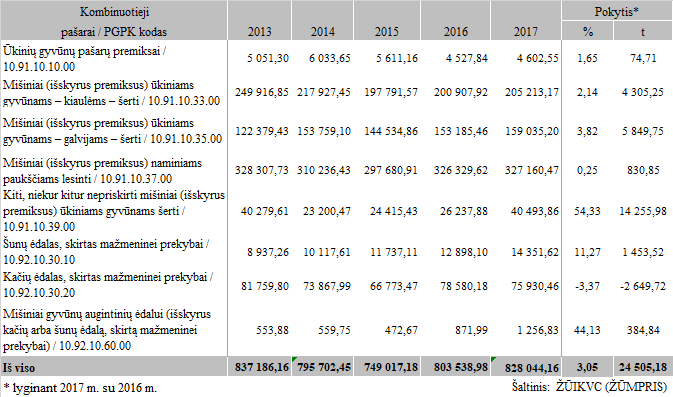 Kombinuotieji Pokytis*
pašarai / PGPK kodas 2013 2014 2015 2016 2017 % t
Ūkinių gyvūnų pašarų premiksai /
10.91.10.10.00 5 051,30 6 033,65 5 611,16 4 527,84 4 602,55 1,65 74,71
Mišiniai (išskyrus premiksus) ūkiniams
gyvūnams – kiaulėms – šerti / 10.91.10.33.00 249 916,85 217 927,45 197 791,57 200 907,92 205 213,17 2,14 4 305,25
Mišiniai (išskyrus premiksus) ūkiniams
gyvūnams – galvijams – šerti / 10.91.10.35.00 122 379,43 153 759,10 144 534,86 153 185,46 159 035,20 3,82 5 849,75
Mišiniai (išskyrus premiksus) naminiams
paukščiams lesinti / 10.91.10.37.00 328 307,73 310 236,43 297 680,91 326 329,62 327 160,47 0,25 830,85
Kiti, niekur kitur nepriskirti mišiniai (išskyrus
premiksus) ūkiniams gyvūnams šerti /
10.91.10.39.00 40 279,61 23 200,47 24 415,43 26 237,88 40 493,86 54,33 14 255,98
Šunų ėdalas, skirtas mažmeninei prekybai /
10.92.10.30.10 8 937,26 10 117,61 11 737,11 12 898,10 14 351,62 11,27 1 453,52
Kačių ėdalas, skirtas mažmeninei prekybai /
10.92.10.30.20 81 759,80 73 867,99 66 773,47 78 580,18 75 930,46 -3,37 -2 649,72
Mišiniai gyvūnų augintinių ėdalui (išskyrus
kačių arba šunų ėdalą, skirtą mažmeninei
prekybai) / 10.92.10.60.00 553,88 559,75 472,67 871,99 1 256,83 44,13 384,84
Iš viso 837 186,16 795 702,45 749 017,18 803 538,98 828 044,16 3,05 24 505,18
* lyginant 2017 m. su 2016 m. Šaltinis: ŽŪIKVC (ŽŪMPRIS)